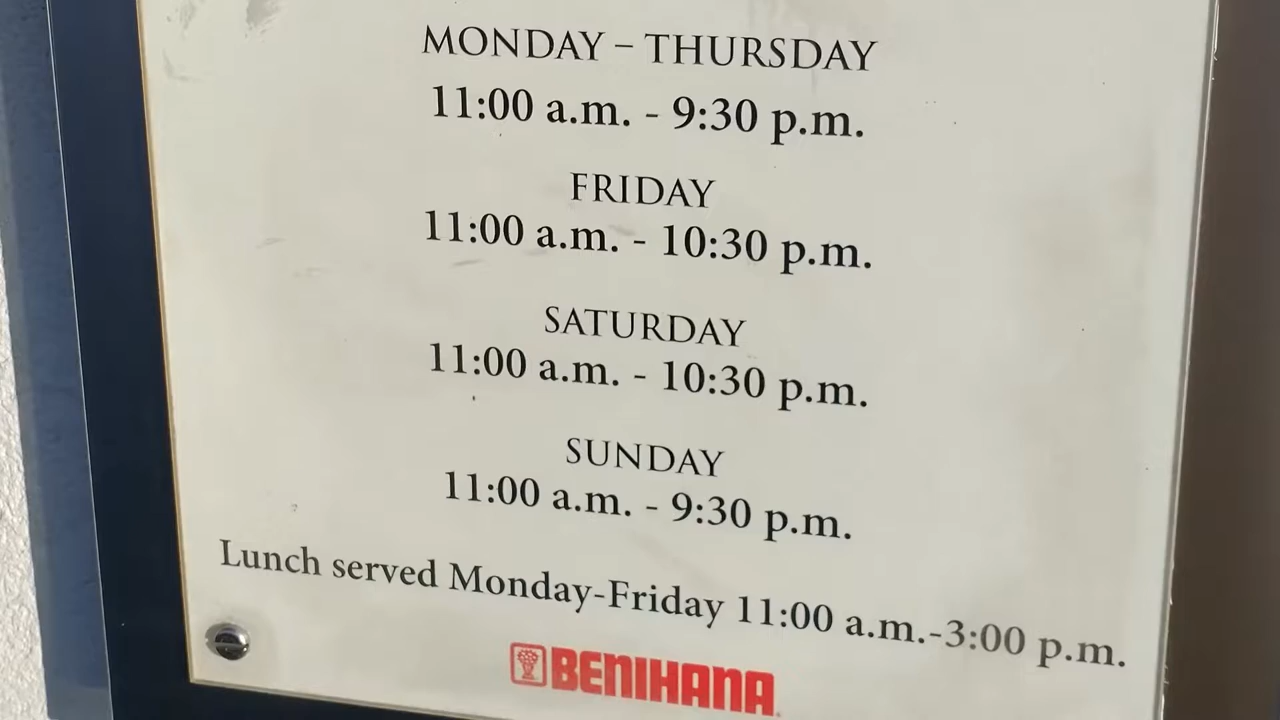 MONDAY – THURSDAY
11:00 a.m. - 9:30 p.m.
FRIDAY
11:00 a.m. - 10:30 p.m.
SATURDAY
11:00 a.m. - 10:30 p.m.
SUNDAY
11:00 a.m. - 9:30 p.m.
Lunch served Monday-Friday 11:00 a.m.-3:00 p.m.
BENIHANA